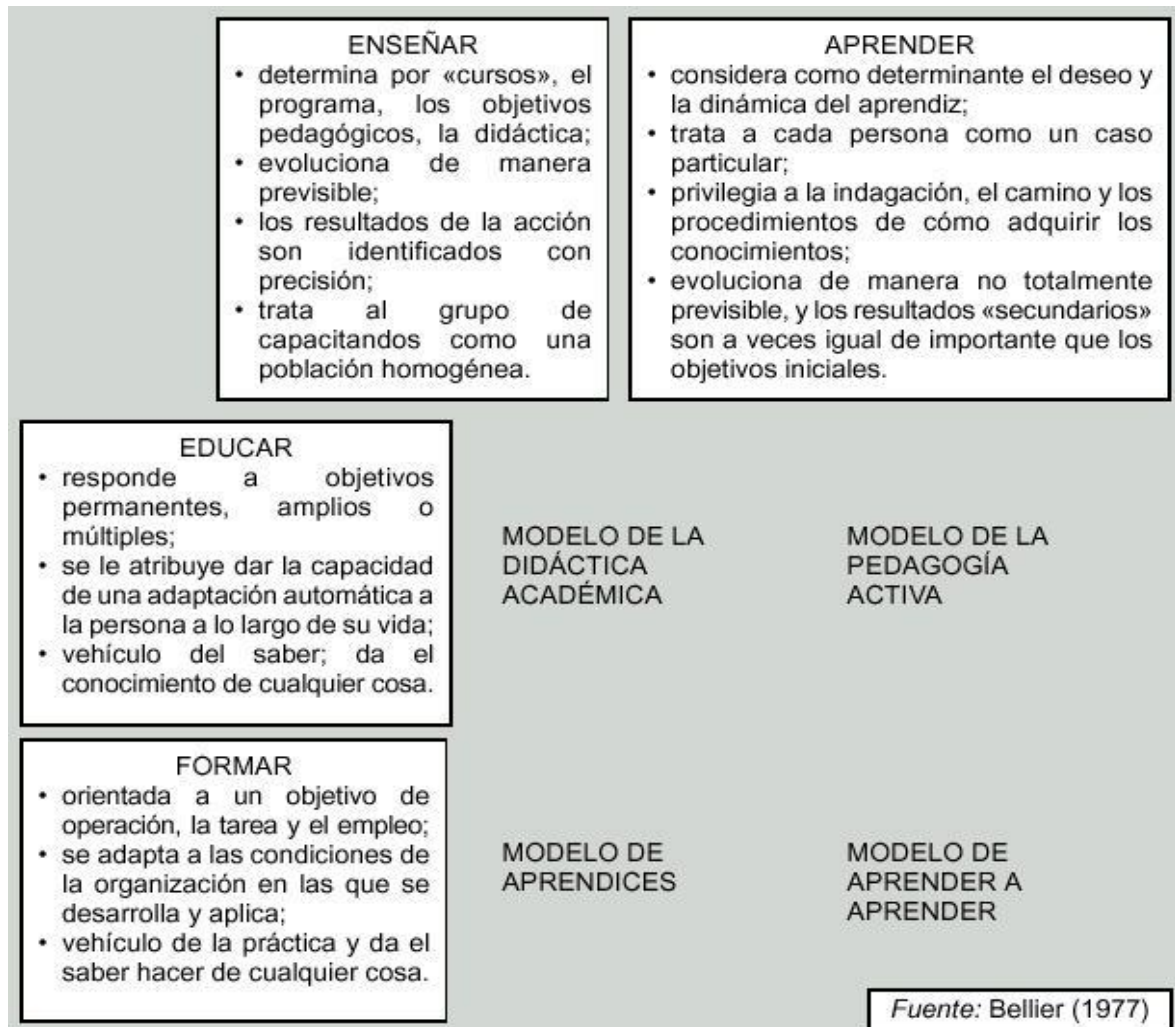 ENSEÑAR
• determina por «cursos», el
programa, los objetivos
pedagógicos, la didáctica;
• evoluciona de manera
previsible;
• los resultados de la acción
son identificados con
precisión;
• trata al grupo de
capacitandos como una
población homogénea.
APRENDER
• considera como determinante el deseo y
la dinámica del aprendiz;
• trata a cada persona como un caso
particular;
• privilegia a la indagación, el camino y los
procedimientos de cómo adquirir los
conocimientos;
• evoluciona de manera no totalmente
previsible, y los resultados «secundarios»
son a veces igual de importante que los
objetivos iniciales.
EDUCAR
• responde a objetivos
permanentes, amplios o
múltiples;
• se le atribuye dar la capacidad
de una adaptación automática a
la persona a lo largo de su vida;
• vehículo del saber; da el
conocimiento de cualquier cosa.
MODELO DE LA
DIDÁCTICA
ACADÉMICA
MODELO DE LA
PEDAGOGÍA
ACTIVA
FORMAR
• orientada a un objetivo de
operación, la tarea y el empleo;
• se adapta a las condiciones de
la organización en las que se
desarrolla y aplica;
• vehículo de la práctica y da el
saber hacer de cualquier cosa.
MODELO DE
APRENDICES
MODELO DE
APRENDER A
APRENDER
Fuente: Bellier (1977)